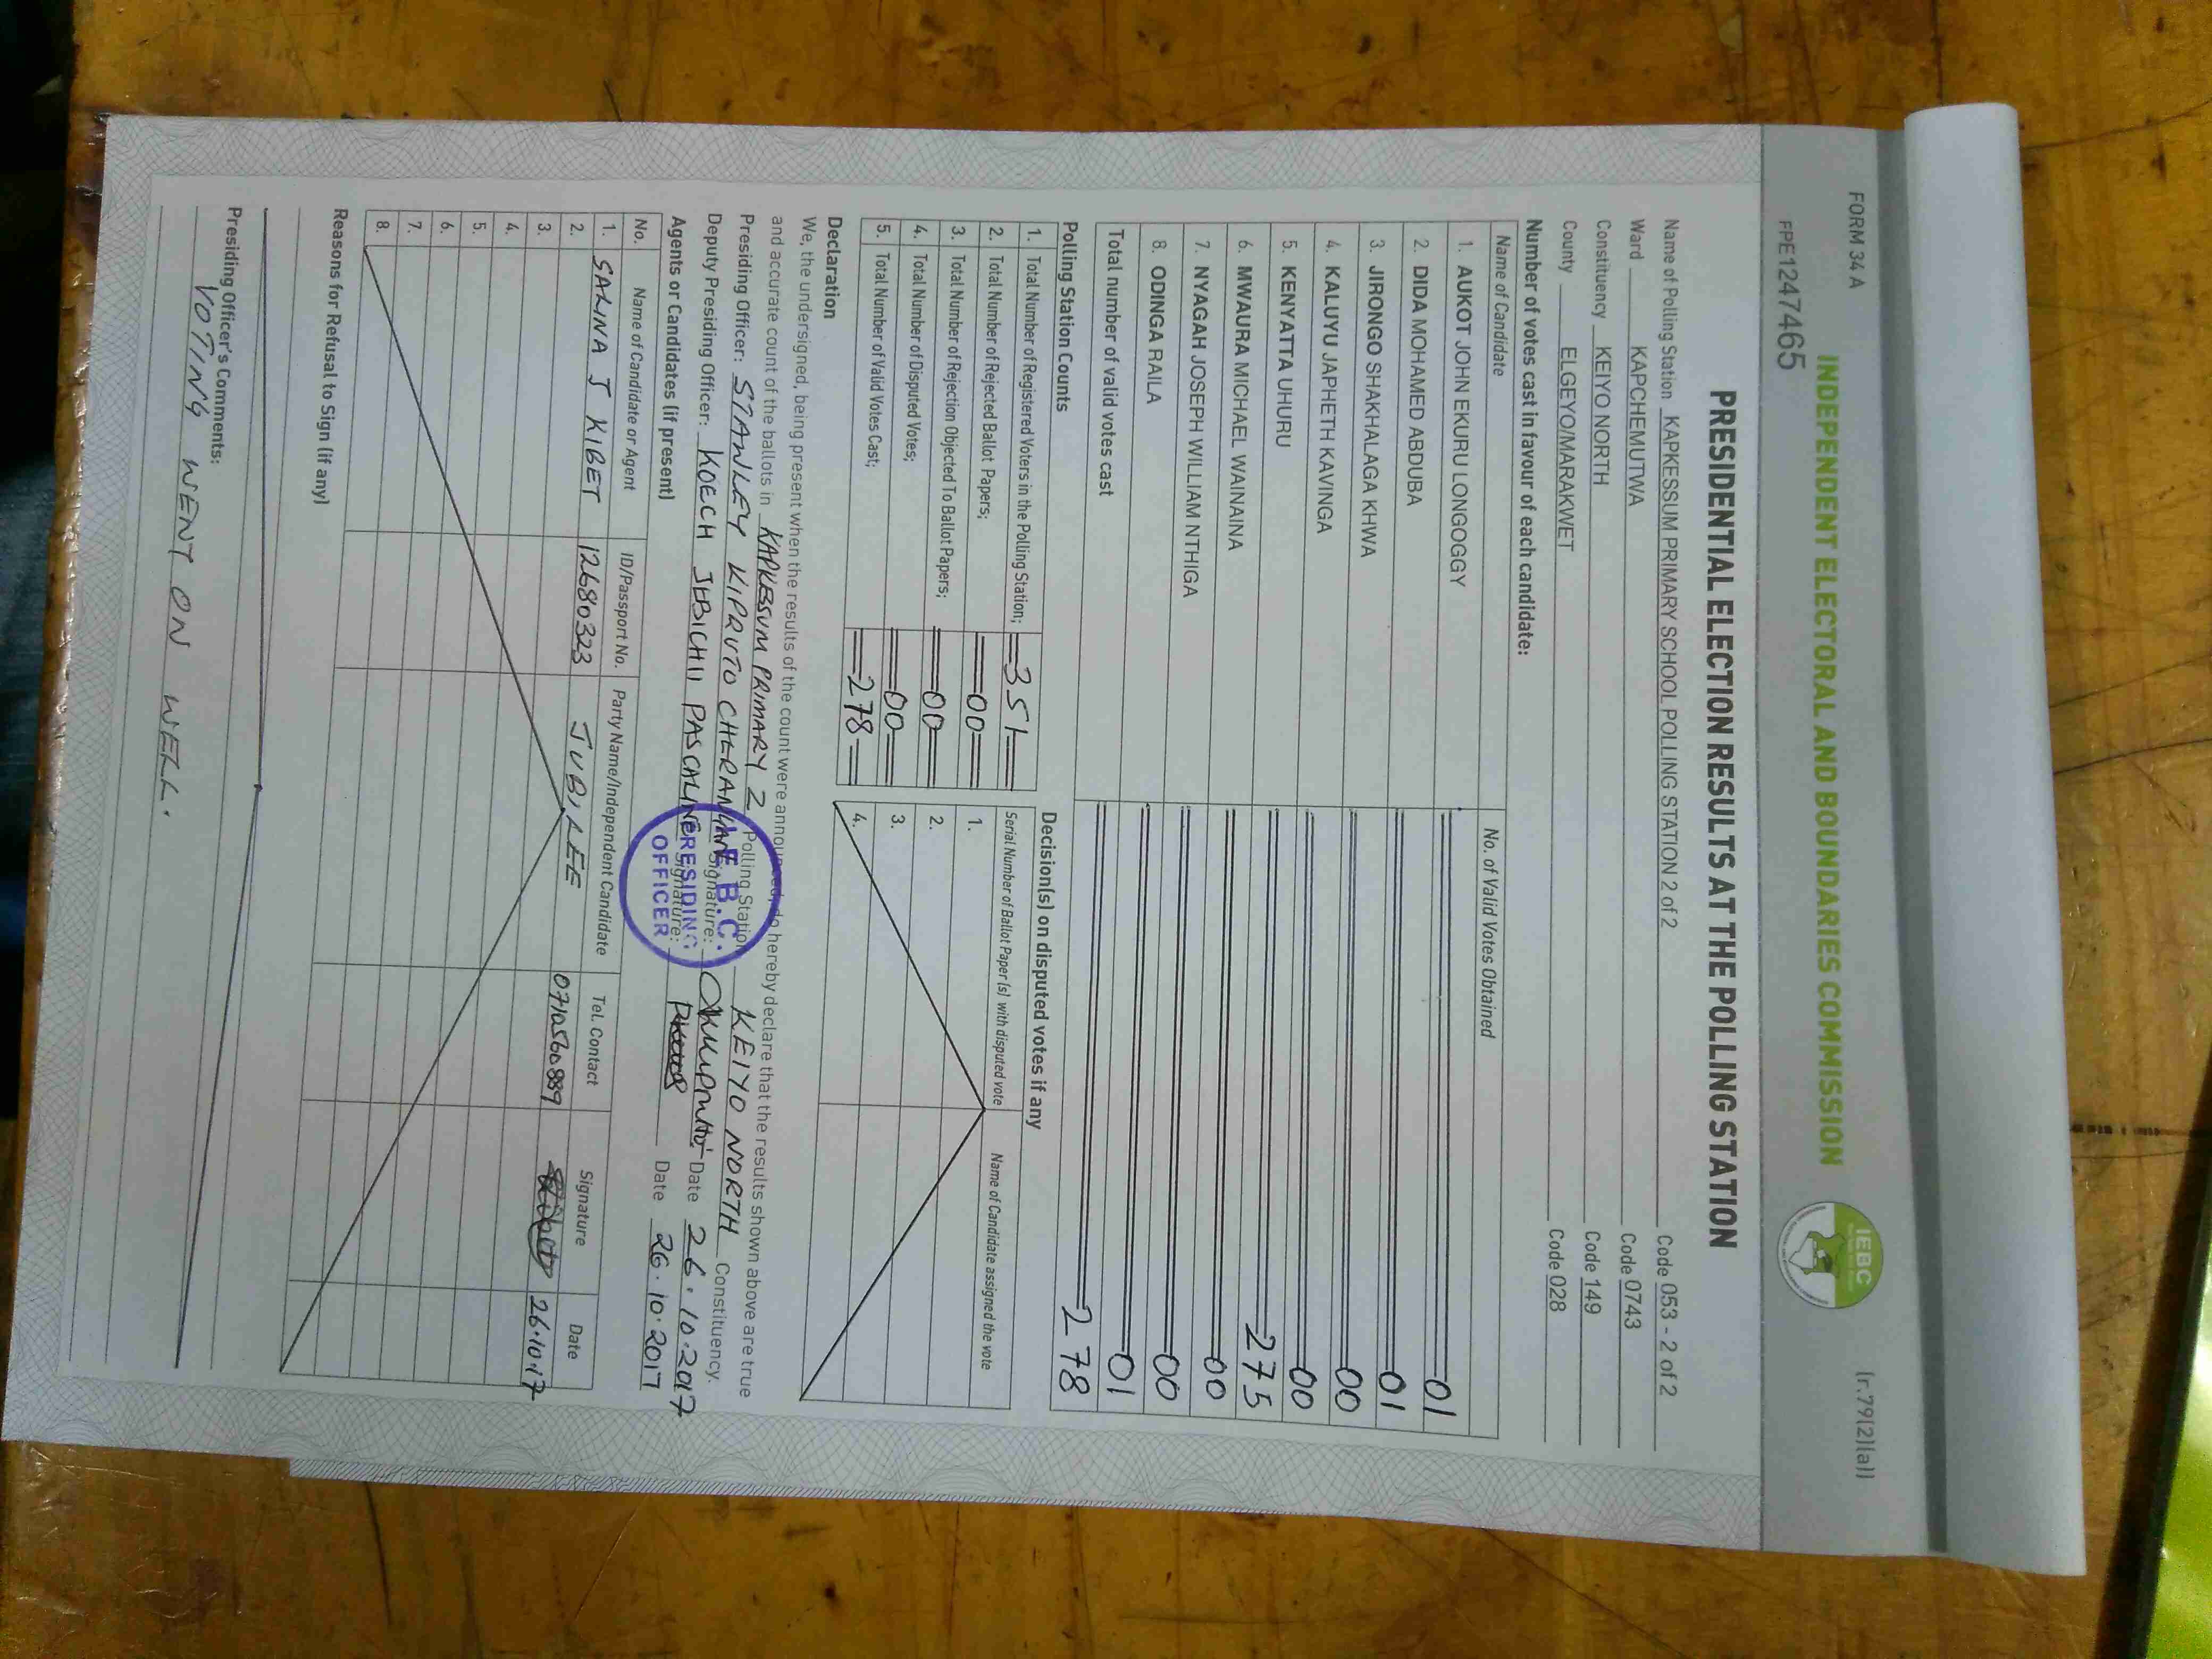 FORM 34 A
(r.79(2)(a))
INDEPENDENT ELECTORAL AND BOUNDARIES COMMISSION
IEBC
FPE1247465
PRESIDENTIAL ELECTION RESULTS AT THE POLLING STATION
Name of Polling Station KAPKESSUM PRIMARY SCHOOL POLLING STATION 2 of 2 Code 053 - 2 of 2
Ward KAPCHEMUTWA Code 0743
Constituency KEIYO NORTH Code 149
County ELGEYO/MARAKWET Code 028
Number of votes cast in favour of each candidate:
Name of Candidate No. of Valid Votes Obtained
1. AUKOT JOHN EKURU LONGOGGY 01
2. DIDA MOHAMED ABDUBA 01
3. JIRONGO SHAKHALAGA KHWA 00
4. KALUYU JAPHETH KAVINGA 00
5. KENYATTA UHURU 275
6. MWAURA MICHAEL WAINAINA 00
7. NYAGAH JOSEPH WILLIAM NTHIGA 00
8. ODINGA RAILA 01
Total number of valid votes cast 278
Polling Station Counts
1. Total Number of Registered Voters in the Polling Station; 351
2. Total Number of Rejected Ballot Papers; 00
3. Total Number of Rejection Objected To Ballot Papers; 00
4. Total Number of Disputed Votes; 00
5. Total Number of Valid Votes Cast; 278
Decision(s) on disputed votes if any
Serial Number of Ballot Paper (s) with disputed vote Name of Candidate assigned the vote
1.
2.
3.
4.
Declaration
We, the undersigned, being present when the results of the count were announced, do hereby declare that the results shown above are true
and accurate count of the ballots in KAPKESSUM PRIMARY 2 Polling Station KEIYO NORTH Constituency.
Presiding Officer: STANLEY KIPRUTO Signature: Date 26.10.2017
Deputy Presiding Officer: KOECH JEBICHII PASCALINE Signature: Date 26.10.2017
PRESIDING
OFFICER
Agents or Candidates (if present)
No. Name of Candidate or Agent ID/Passport No. Party Name/Independent Candidate Tel. Contact Signature Date
1. SALINA J KIBET 12680323 JUBILEE 26.10.17
2.
3.
4.
5.
6.
7.
8.
Reasons for Refusal to Sign (if any)
Presiding Officer's Comments:
VOTING WENT ON WELL.